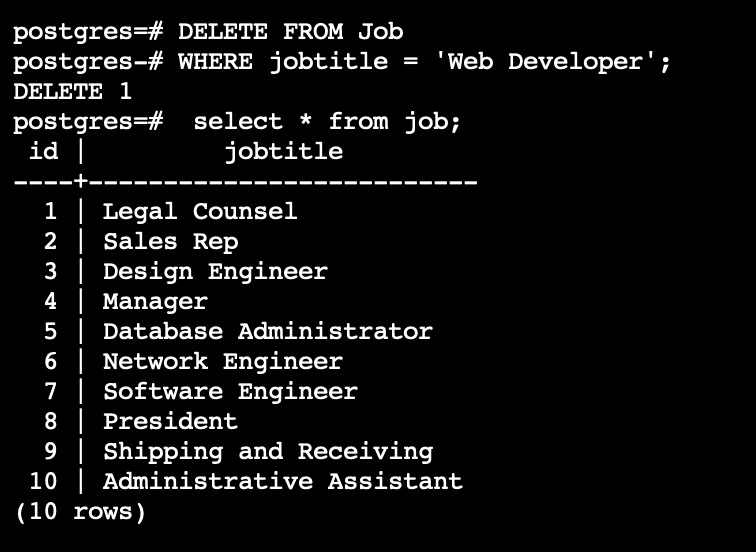 postgres=# DELETE FROM Job
postgres-# WHERE jobtitle = 'Web Developer';
DELETE 1
postgres=#  select * from job;
 id |         jobtitle
----+--------------------------
  1 | Legal Counsel
  2 | Sales Rep
  3 | Design Engineer
  4 | Manager
  5 | Database Administrator
  6 | Network Engineer
  7 | Software Engineer
  8 | President
  9 | Shipping and Receiving
 10 | Administrative Assistant
(10 rows)